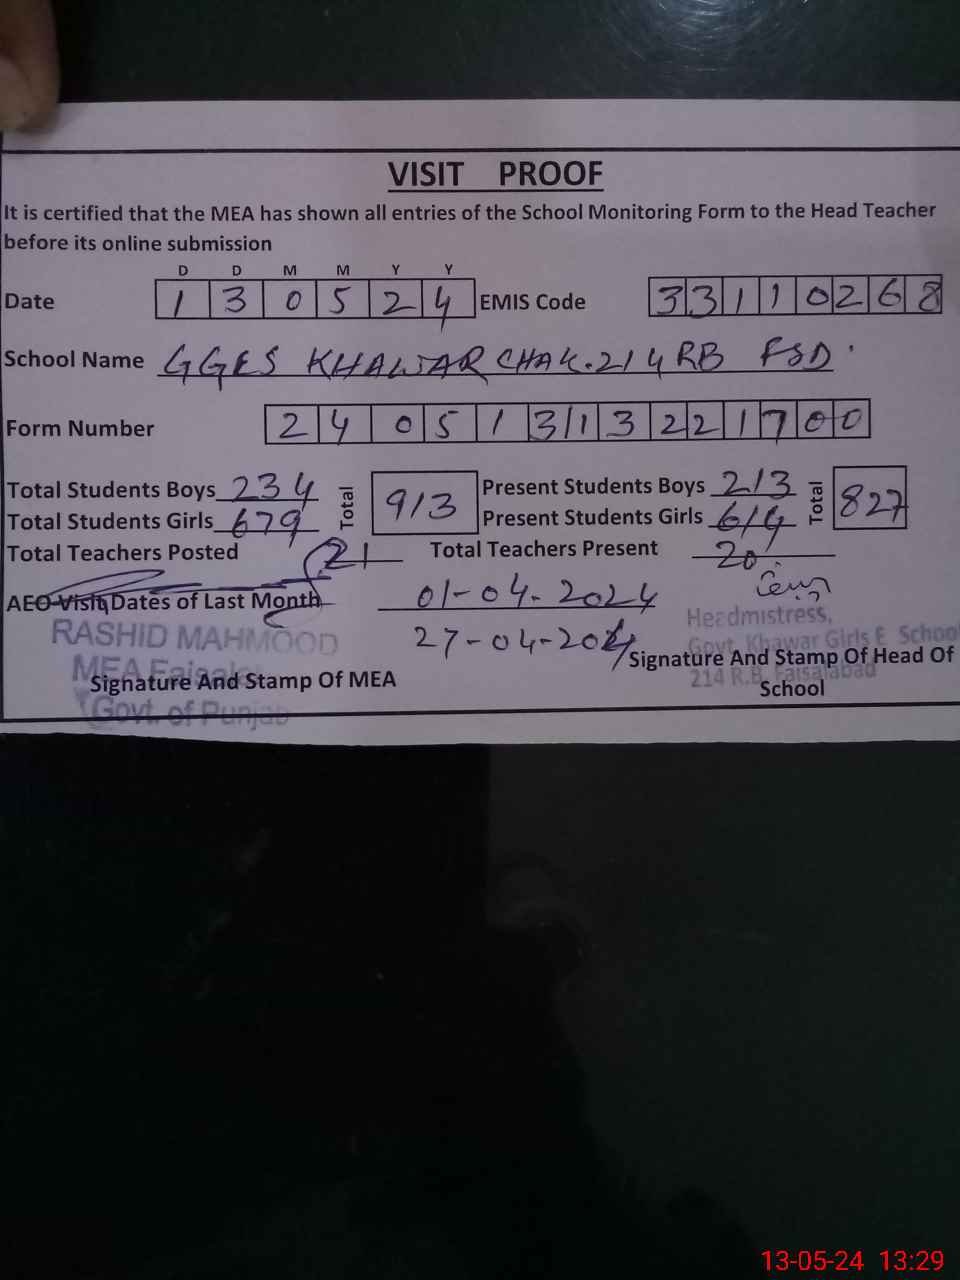 VISIT PROOF
It is certified that the MEA has shown all entries of the School Monitoring Form to the Head Teacher
before its online submission
D D M M Y Y
Date 1 3 0 5 2 4 EMIS Code 3 3 1 1 0 2 6 8
School Name GGES KHAWAR CHAK.214 RB FSD.
Form Number 2 4 0 5 1 3 1 3 2 2 1 7 0 0
Total Students Boys 234 Total 913 Present Students Boys 213 Total 827
Total Students Girls 679 Present Students Girls 614
Total Teachers Posted 21 Total Teachers Present 20
AEO Visit Dates of Last Month 01-04-2024
27-04-2024
RASHID MAHMOOD
MEA Faisalabad
Signature And Stamp Of MEA
Govt. of Punjab
Headmistress,
Govt. Khawar Girls E School
Signature And Stamp Of Head Of
214 R.B. Faisalabad
School
13-05-24 13:29